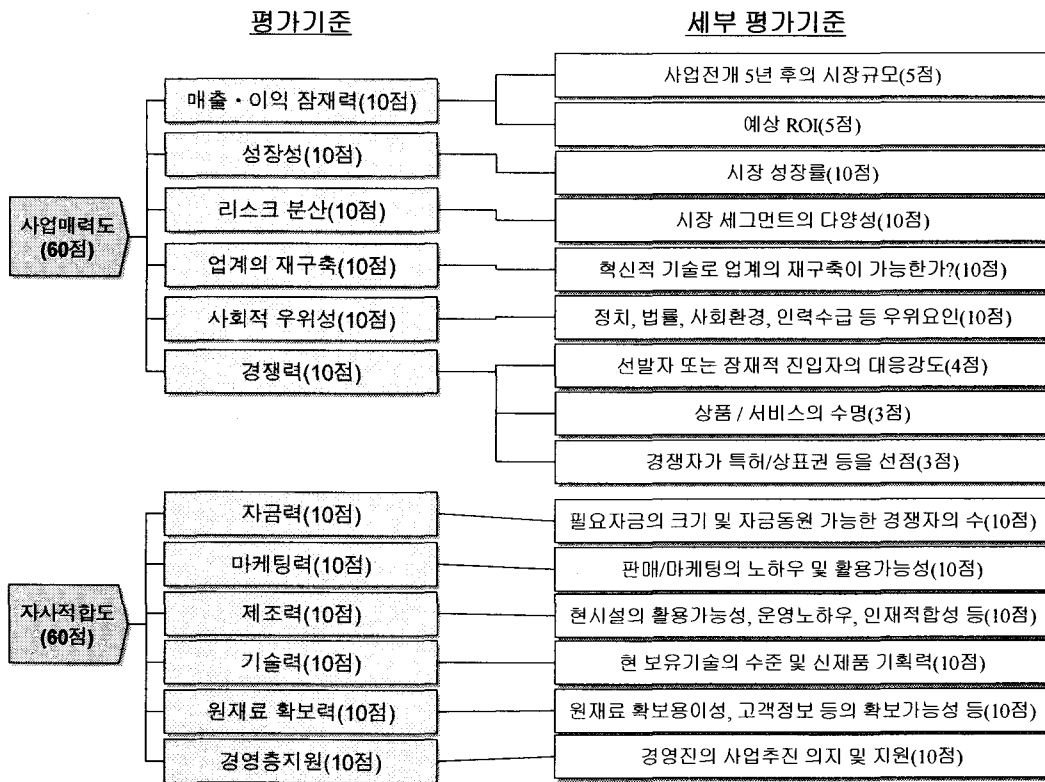 평가기준
세부 평가기준
사업매력도
(60점)
매출・이익 잠재력(10점)
사업전개 5년 후의 시장규모(5점)
예상 ROI(5점)
성장성(10점)
시장 성장률(10점)
리스크 분산(10점)
시장 세그먼트의 다양성(10점)
업계의 재구축(10점)
혁신적 기술로 업계의 재구축이 가능한가?(10점)
사회적 우위성(10점)
정치, 법률, 사회환경, 인력수급 등 우위요인(10점)
경쟁력(10점)
선발자 또는 잠재적 진입자의 대응강도(4점)
상품 / 서비스의 수명(3점)
경쟁자가 특허/상표권 등을 선점(3점)
자사적합도
(60점)
자금력(10점)
필요자금의 크기 및 자금동원 가능한 경쟁자의 수(10점)
마케팅력(10점)
판매/마케팅의 노하우 및 활용가능성(10점)
제조력(10점)
현시설의 활용가능성, 운영노하우, 인재적합성 등(10점)
기술력(10점)
현 보유기술의 수준 및 신제품 기획력(10점)
원재료 확보력(10점)
원재료 확보용이성, 고객정보 등의 확보가능성 등(10점)
경영층지원(10점)
경영진의 사업추진 의지 및 지원(10점)